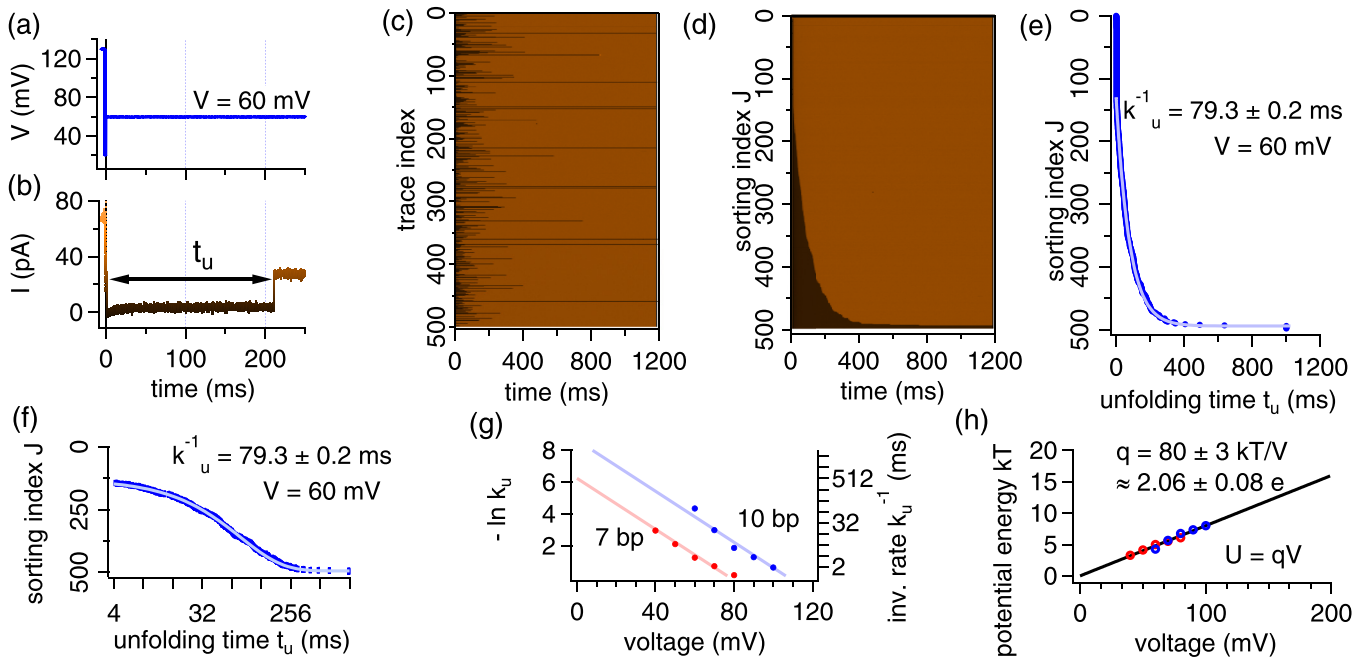 (a)
120
80
40
V (mV)
V = 60 mV
(b)
80
40
0
I (pA)
t_u
0
100
200
time (ms)
(c)
0
100
200
300
400
500
trace index
0
400
800
1200
time (ms)
(d)
0
100
200
300
400
500
sorting index J
0
400
800
1200
time (ms)
(e)
0
100
200
300
400
500
sorting index J
k^-1_u = 79.3 ± 0.2 ms
V = 60 mV
0
400
800
1200
unfolding time t_u (ms)
(f)
0
250
500
sorting index J
k^-1_u = 79.3 ± 0.2 ms
V = 60 mV
4
32
256
unfolding time t_u (ms)
(g)
8
6
4
2
- ln k_u
7 bp
10 bp
512
32
2
inv. rate k_u^-1 (ms)
0
40
80
120
voltage (mV)
(h)
20
15
10
5
0
potential energy kT
q = 80 ± 3 kT/V
≈ 2.06 ± 0.08 e
U = qV
0
100
200
voltage (mV)